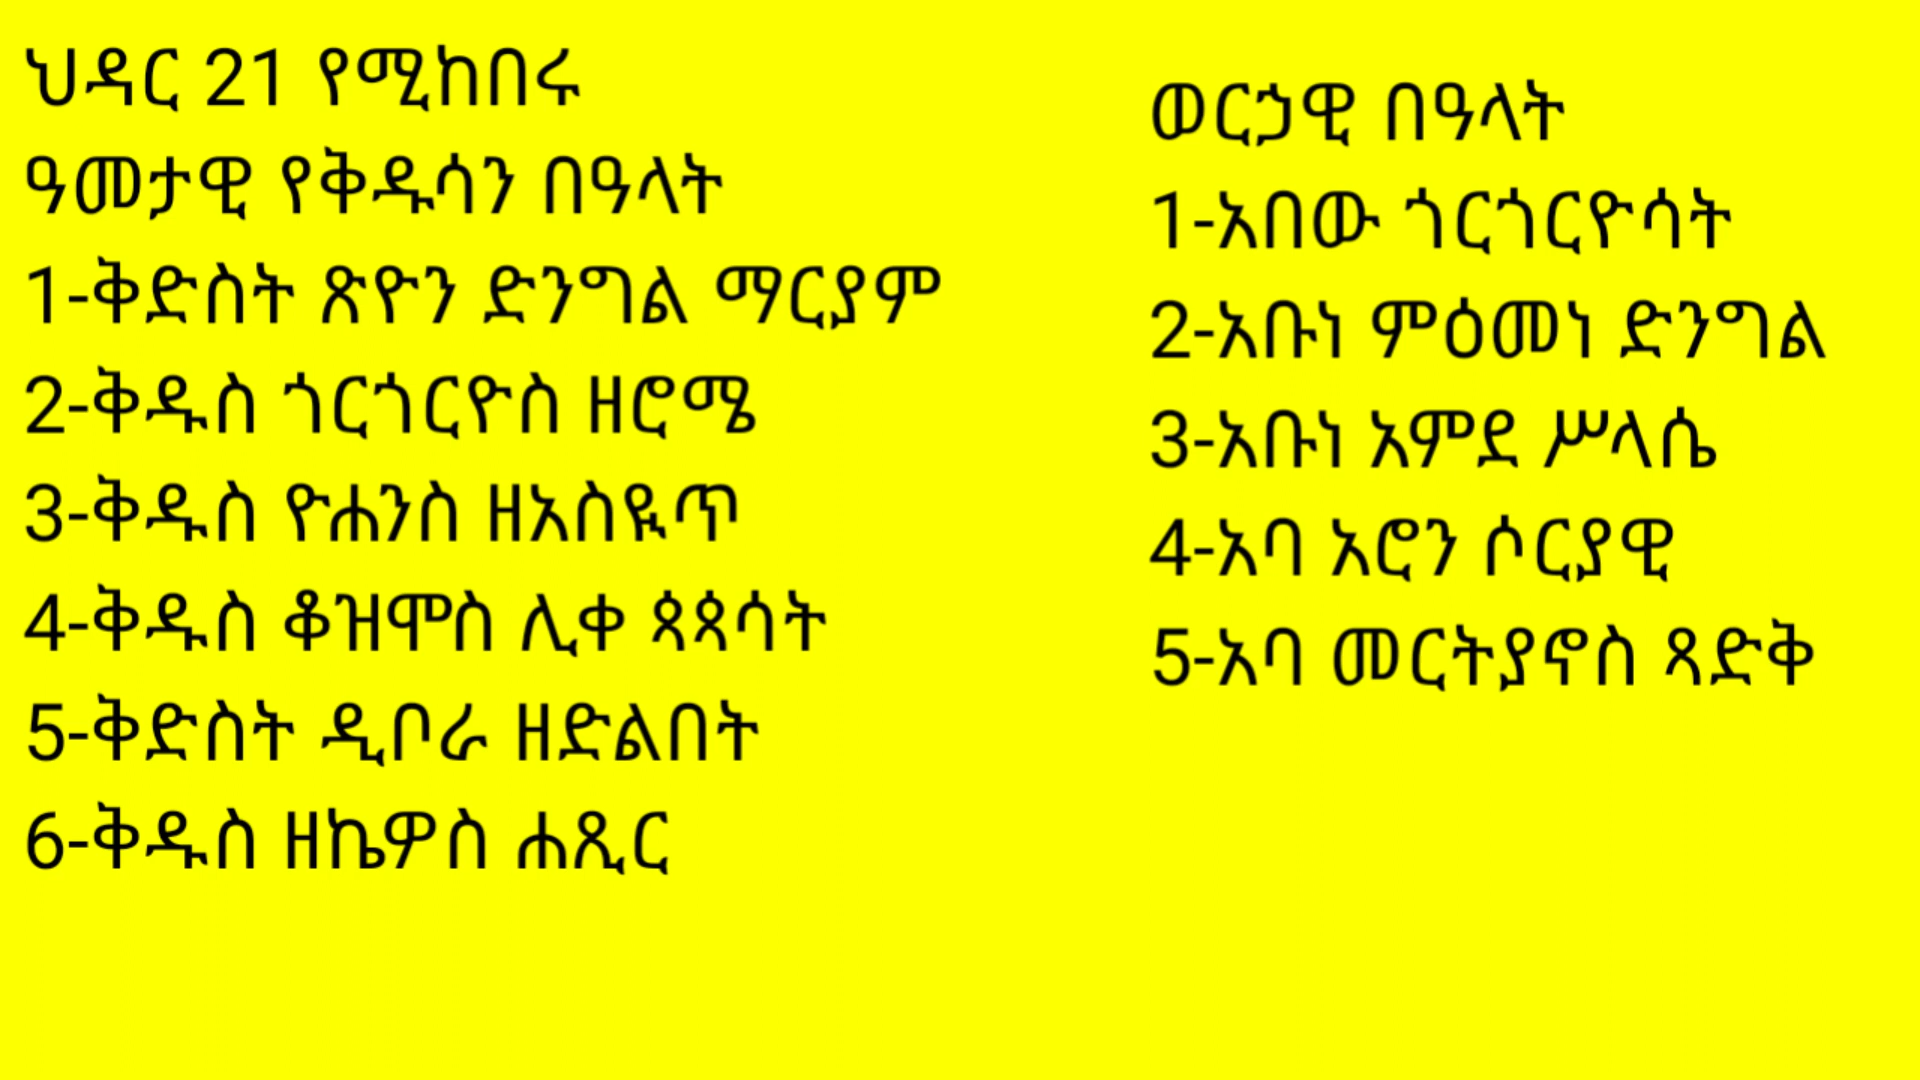 ህዳር 21 የሚከበሩ
ዓመታዊ የቅዱሳን በዓላት
1-ቅድስት ጽዮን ድንግል ማርያም
2-ቅዱስ ጎርጎርዮስ ዘሮሜ
3-ቅዱስ ዮሐንስ ዘአስዩጥ
4-ቅዱስ ቆዝሞስ ሊቀ ጳጳሳት
5-ቅድስት ዲቦራ ዘድልበት
6-ቅዱስ ዘኬዎስ ሐጺር
ወርኃዊ በዓላት
1-አበው ጎርጎርዮሳት
2-አቡነ ምዕመነ ድንግል
3-አቡነ አምደ ሥላሴ
4-አባ አሮን ሶርያዊ
5-አባ መርትያኖስ ጻድቅ